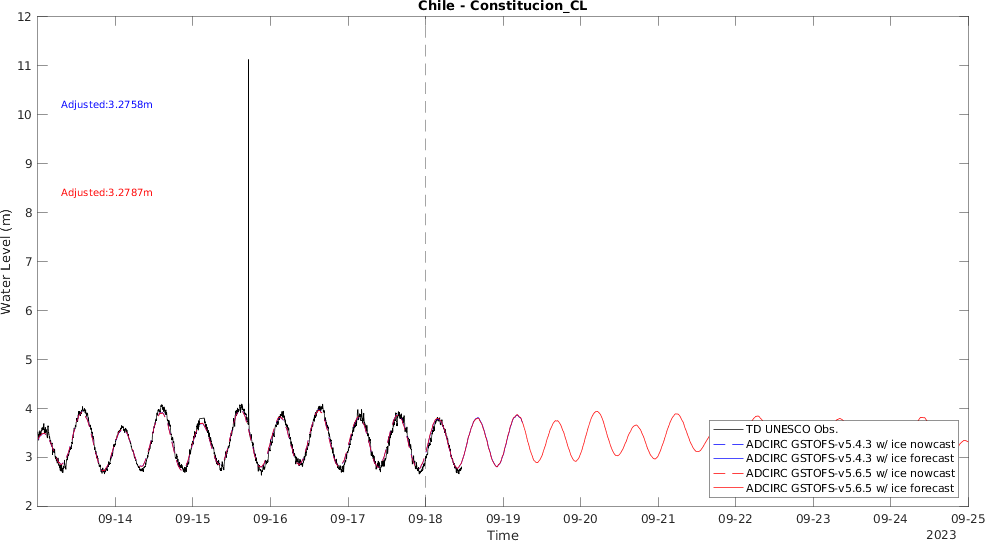 Chile - Constitucion_CL
12
11
10
9
8
7
6
5
4
3
2
Water Level (m)
Adjusted:3.2758m
Adjusted:3.2787m
TD UNESCO Obs.
ADCIRC GSTOFS-v5.4.3 w/ ice nowcast
ADCIRC GSTOFS-v5.4.3 w/ ice forecast
ADCIRC GSTOFS-v5.6.5 w/ ice nowcast
ADCIRC GSTOFS-v5.6.5 w/ ice forecast
09-14 09-15 09-16 09-17 09-18 09-19 09-20 09-21 09-22 09-23 09-24 09-25
Time
2023